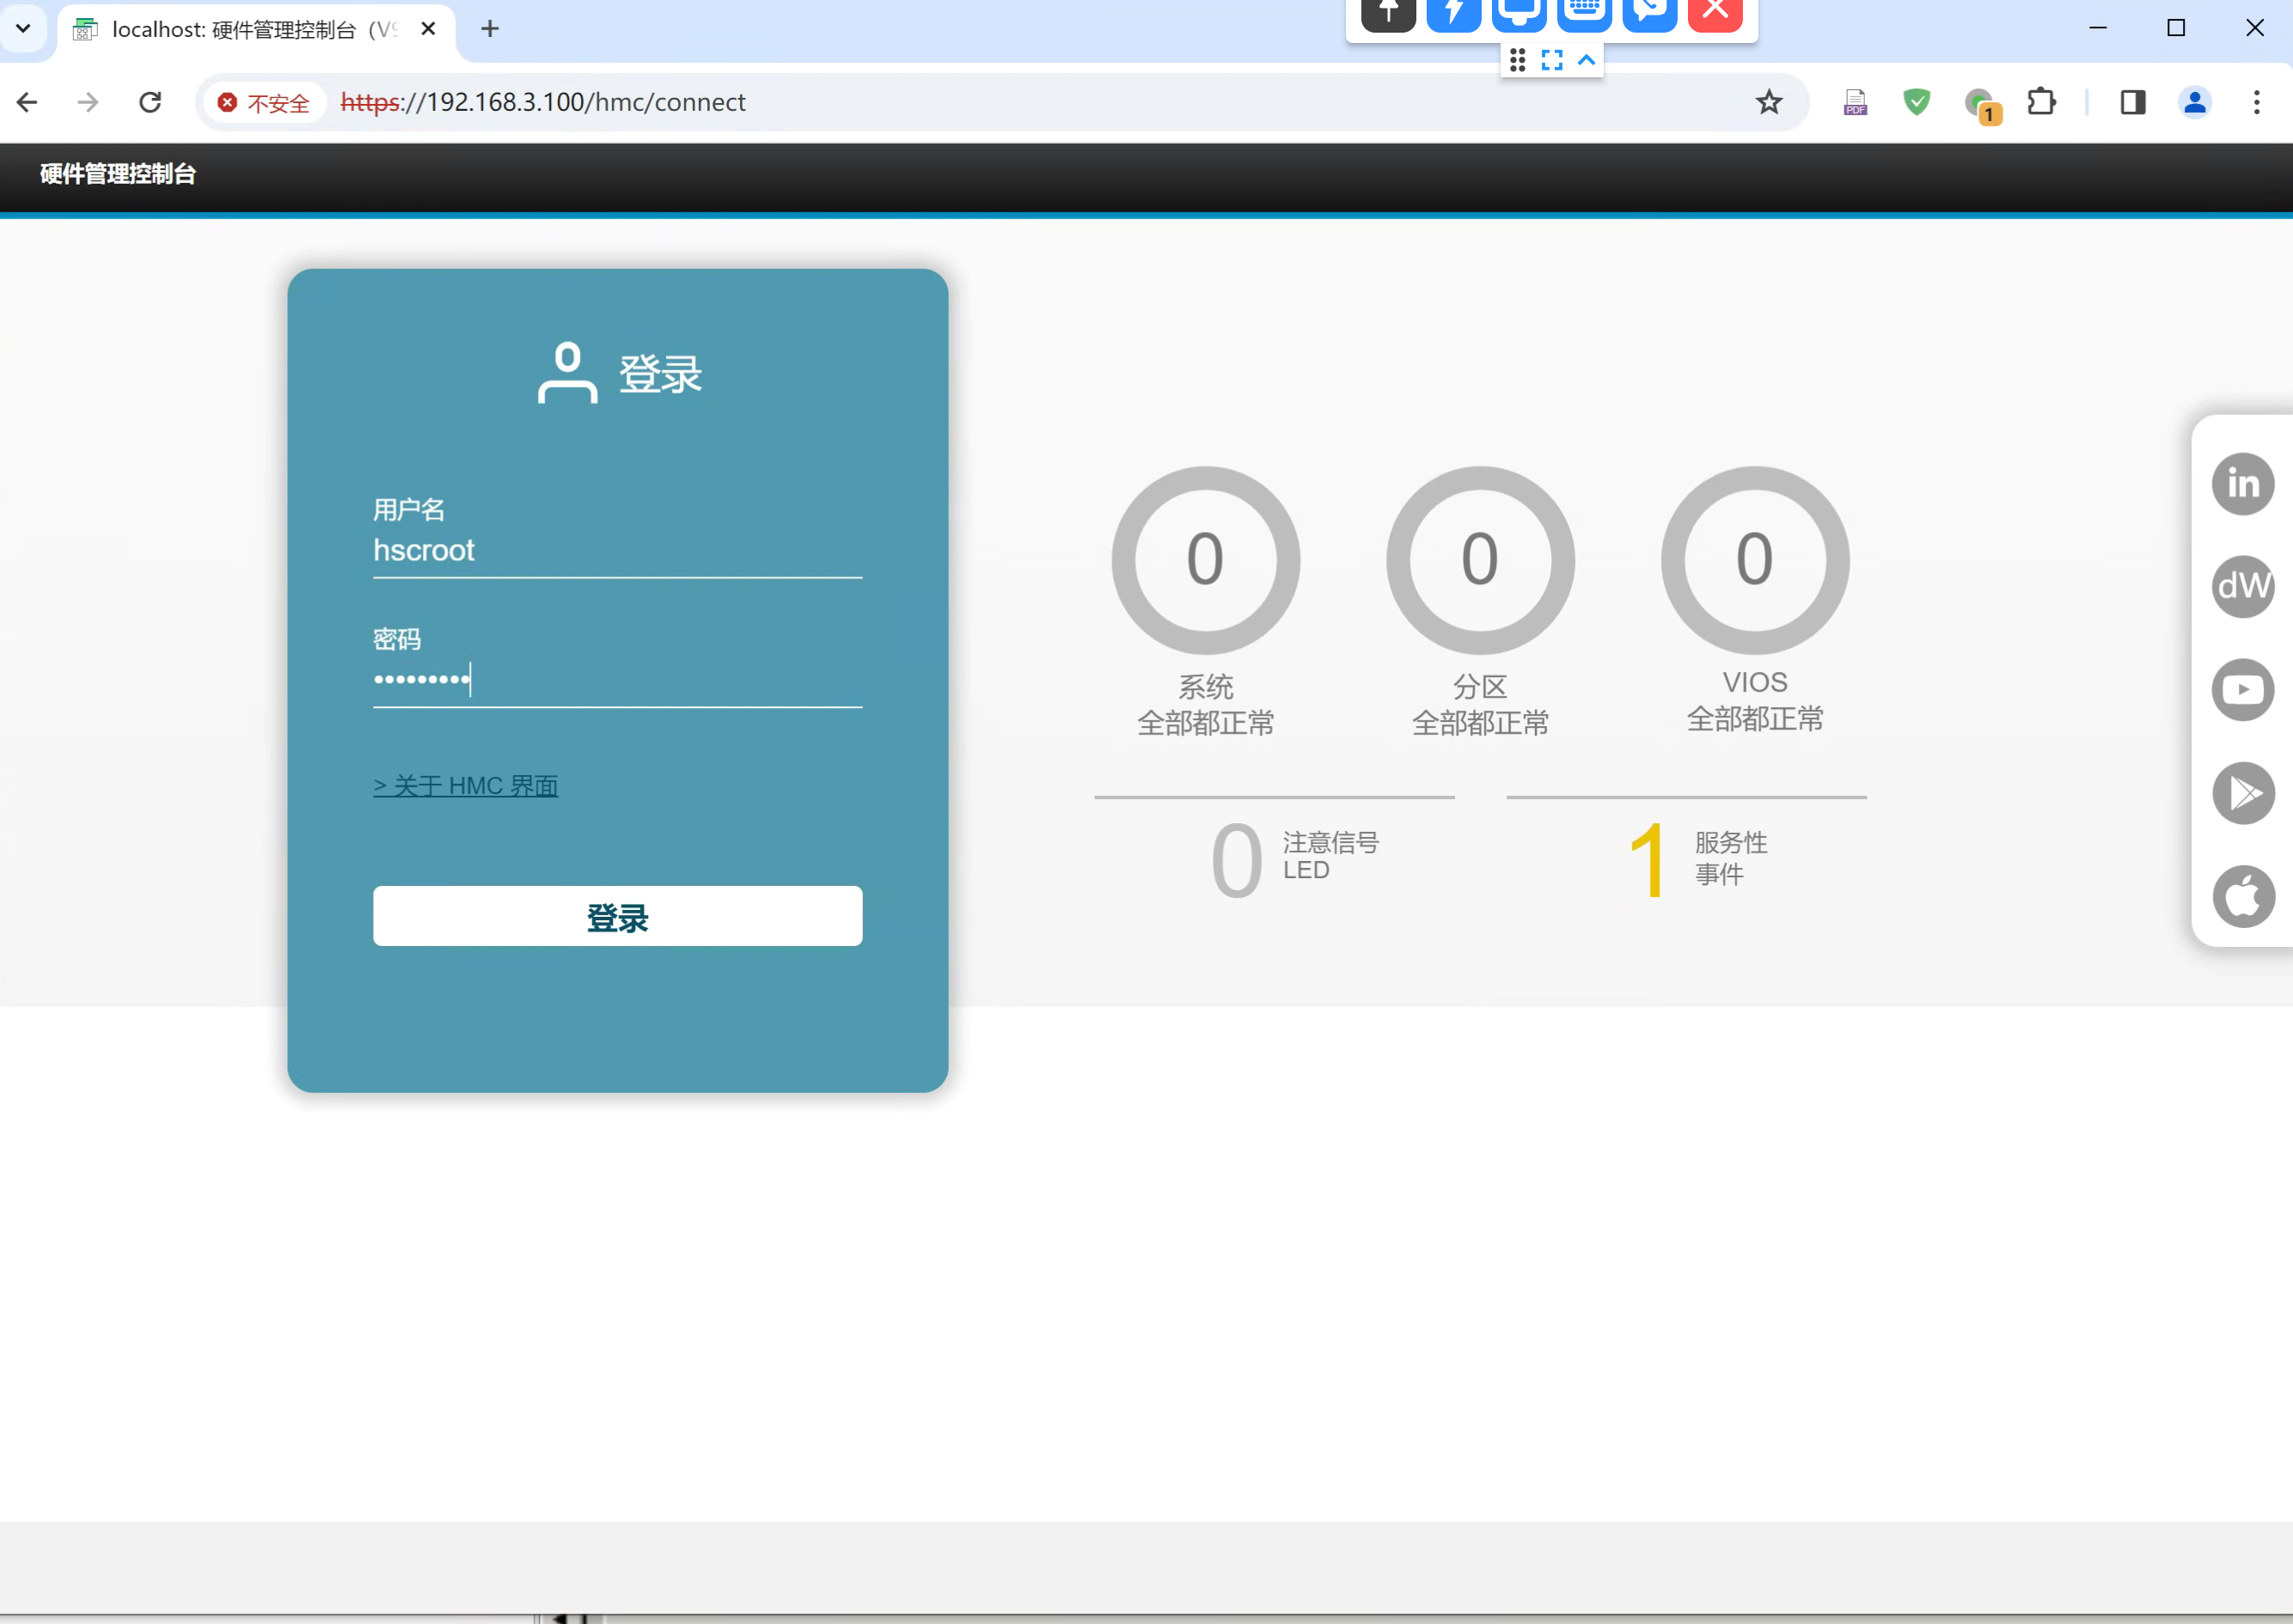 localhost: 硬件管理控制台 (V9
不安全
https://192.168.3.100/hmc/connect
PDF
1
硬件管理控制台
登录
用户名
hscroot
密码
•••••••••
> 关于 HMC 界面
登录
0
0
0
系统
全部都正常
分区
全部都正常
VIOS
全部都正常
0
注意信号
LED
1
服务性
事件
in
dW